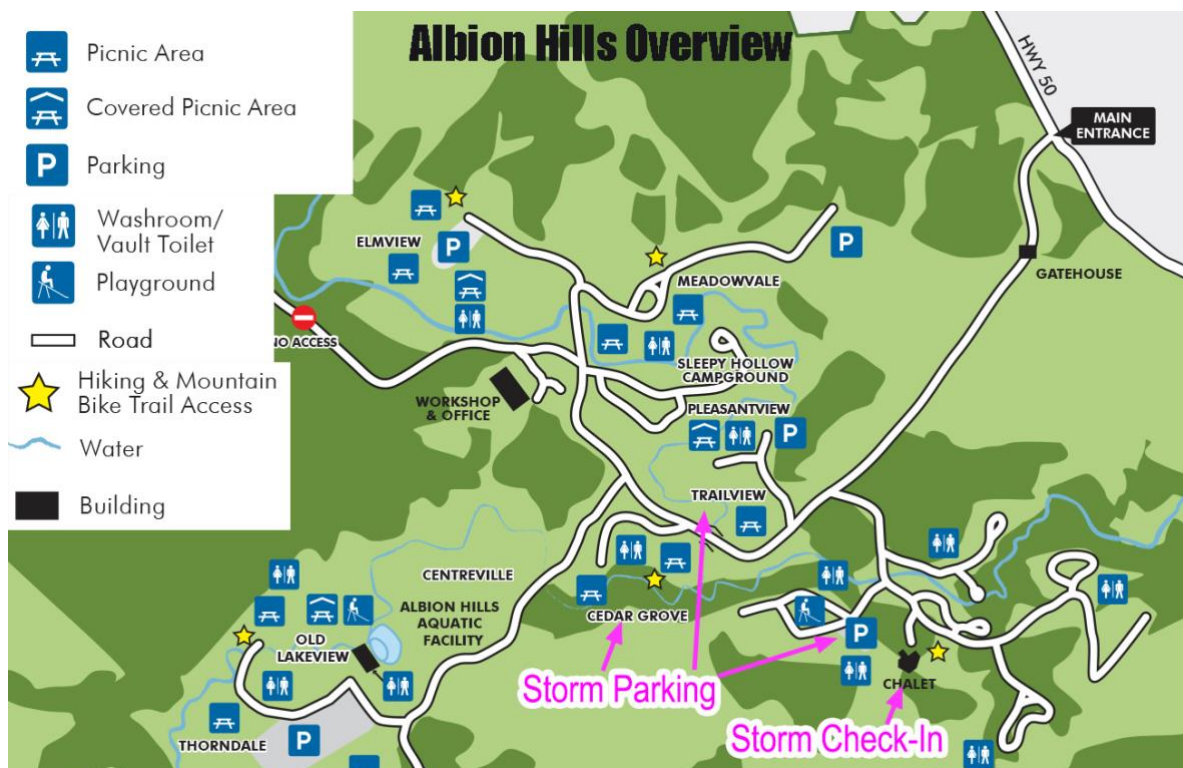 Albion Hills Overview
Picnic Area
Covered Picnic Area
P
Parking
Washroom/
Vault Toilet
Playground
Road
Hiking & Mountain
Bike Trail Access
Water
Building
HWY 50
MAIN
ENTRANCE
GATEHOUSE
ELMVIEW
P
P
MEADOWVALE
NO ACCESS
SLEEPY HOLLOW
CAMPGROUND
WORKSHOP
& OFFICE
PLEASANTVIEW
P
TRAILVIEW
CENTREVILLE
ALBION HILLS
AQUATIC
FACILITY
CEDAR GROVE
OLD
LAKEVIEW
P
CHALET
Storm Parking
Storm Check-In
THORNDALE
P